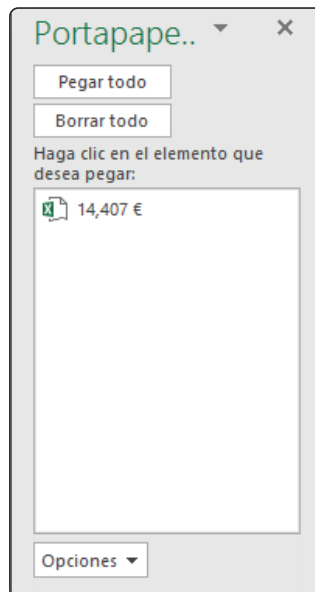 Portapape..
Pegar todo
Borrar todo
Haga clic en el elemento que
desea pegar:
14,407 €
Opciones